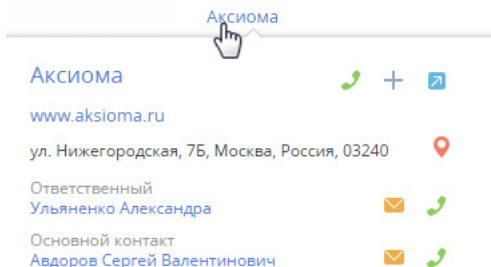 Аксиома
Аксиома
www.aksioma.ru
ул. Нижегородская, 7Б, Москва, Россия, 03240
Ответственный
Ульяненко Александра
Основной контакт
Авдоров Сергей Валентинович